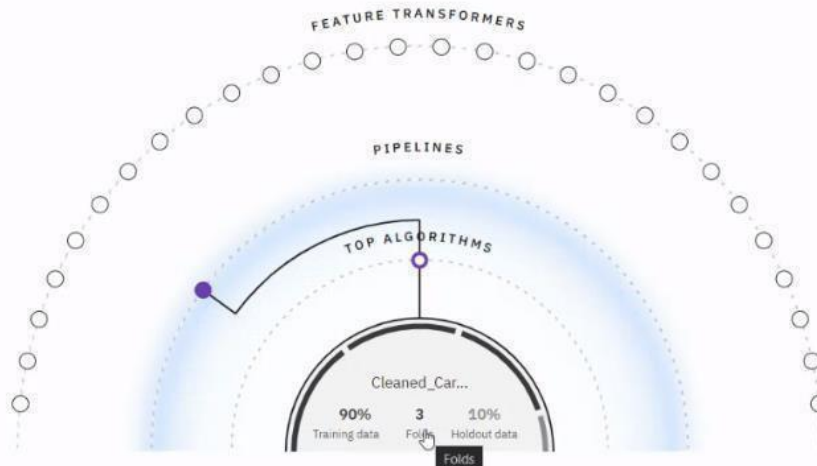 FEATURE TRANSFORMERS
PIPELINES
TOP ALGORITHMS
Cleaned_Car...
90% 3 10%
Training data Folds Holdout data
Folds